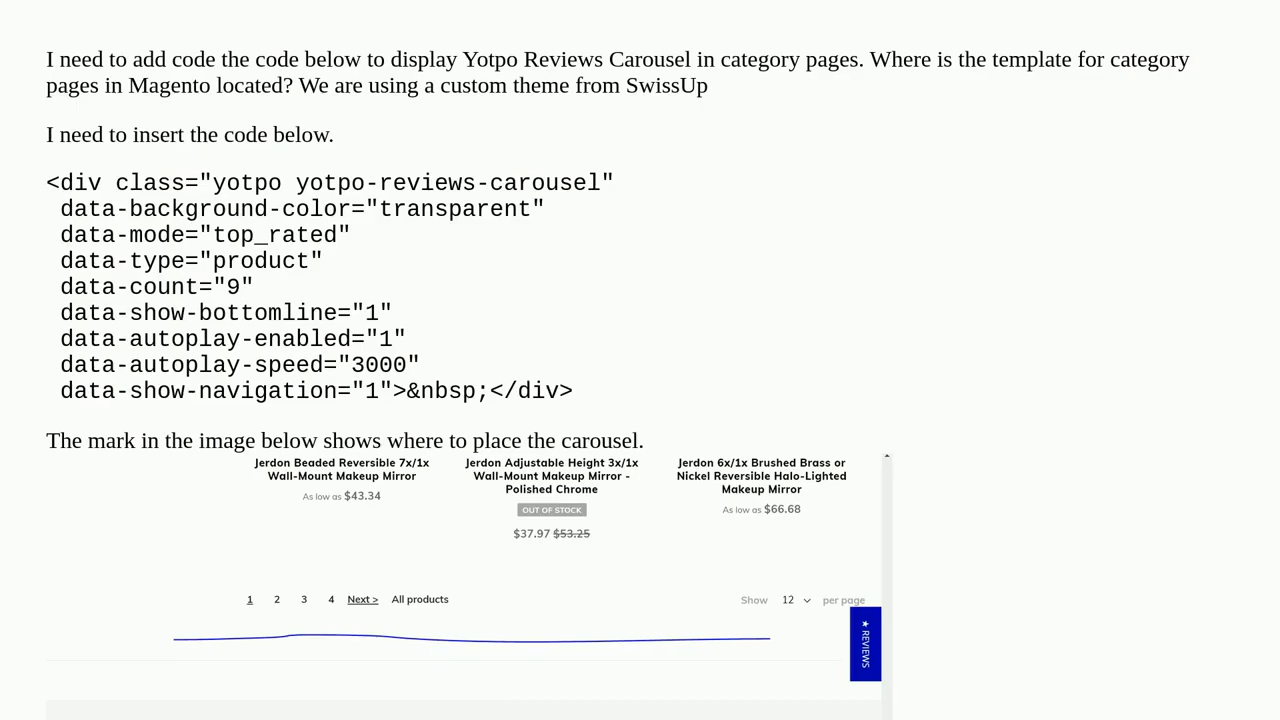 I need to add code the code below to display Yotpo Reviews Carousel in category pages. Where is the template for category
pages in Magento located? We are using a custom theme from SwissUp
I need to insert the code below.
<div class="yotpo yotpo-reviews-carousel"
 data-background-color="transparent"
 data-mode="top_rated"
 data-type="product"
 data-count="9"
 data-show-bottomline="1"
 data-autoplay-enabled="1"
 data-autoplay-speed="3000"
 data-show-navigation="1">&nbsp;</div>
The mark in the image below shows where to place the carousel.
Jerdon Beaded Reversible 7x/1x
Wall-Mount Makeup Mirror
As low as $43.34
Jerdon Adjustable Height 3x/1x
Wall-Mount Makeup Mirror -
Polished Chrome
OUT OF STOCK
$37.97 $53.25
Jerdon 6x/1x Brushed Brass or
Nickel Reversible Halo-Lighted
Makeup Mirror
As low as $66.68
1 2 3 4 Next > All products
Show 12 per page
★ REVIEWS